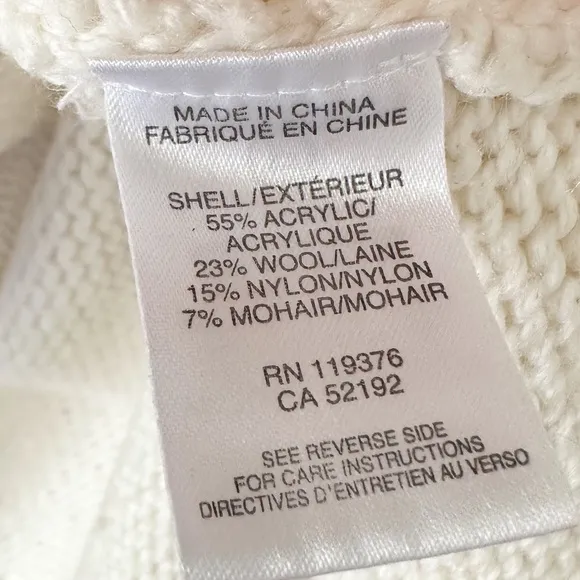 MADE IN CHINA
FABRIQUÉ EN CHINE
SHELL/EXTÉRIEUR
55% ACRYLIC/
ACRYLIQUE
23% WOOL/LAINE
15% NYLON/NYLON
7% MOHAIR/MOHAIR
RN 119376
CA 52192
SEE REVERSE SIDE
FOR CARE INSTRUCTIONS
DIRECTIVES D'ENTRETIEN AU VERSO